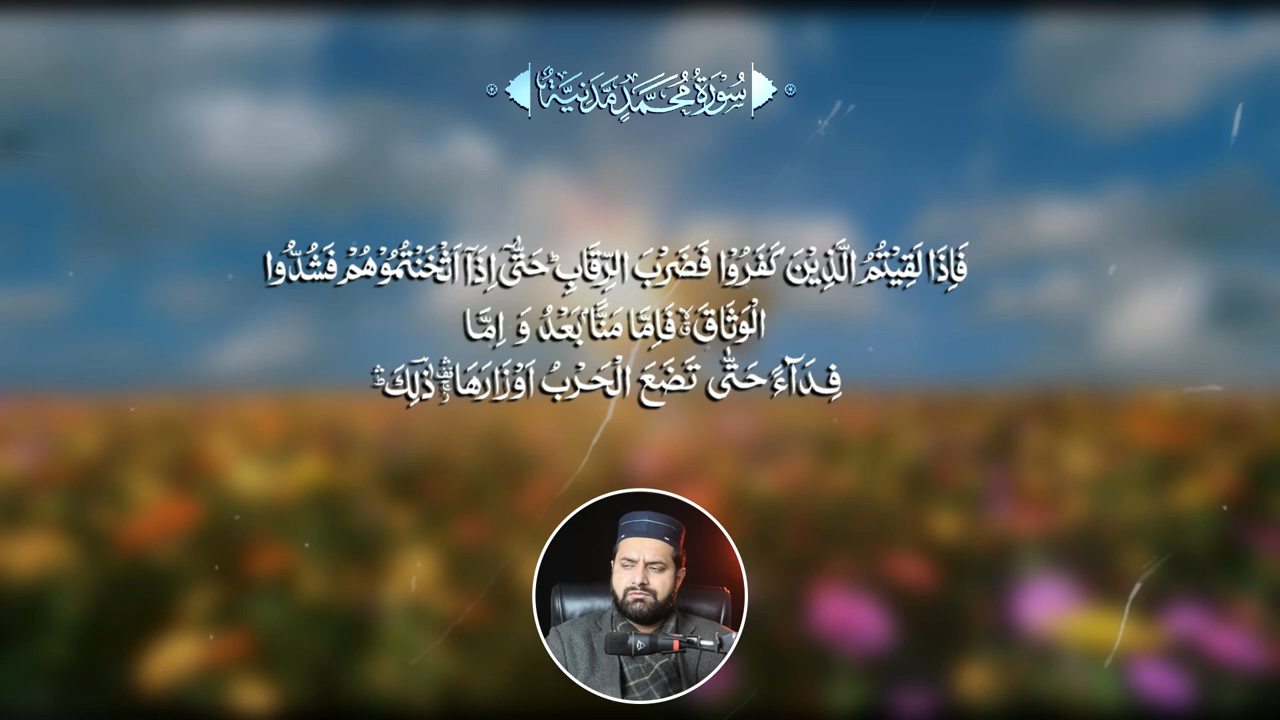 سُوْرَةُ مُحَمَّدٍ مَّدَنِيَّةٌ
فَاِذَا لَقِيْتُمُ الَّذِيْنَ كَفَرُوْا فَضَرْبَ الرِّقَابِ ؕ حَتّٰۤى اِذَاۤ اَثْخَنْتُمُوْهُمْ فَشُدُّوا
الْوَثَاقَ ۙ۬ فَاِمَّا مَنًّۢا بَعْدُ وَ اِمَّا
فِدَآءً حَتّٰى تَضَعَ الْحَرْبُ اَوْزَارَهَا ۛ۫ۚ ذٰلِكَ ؕۛ